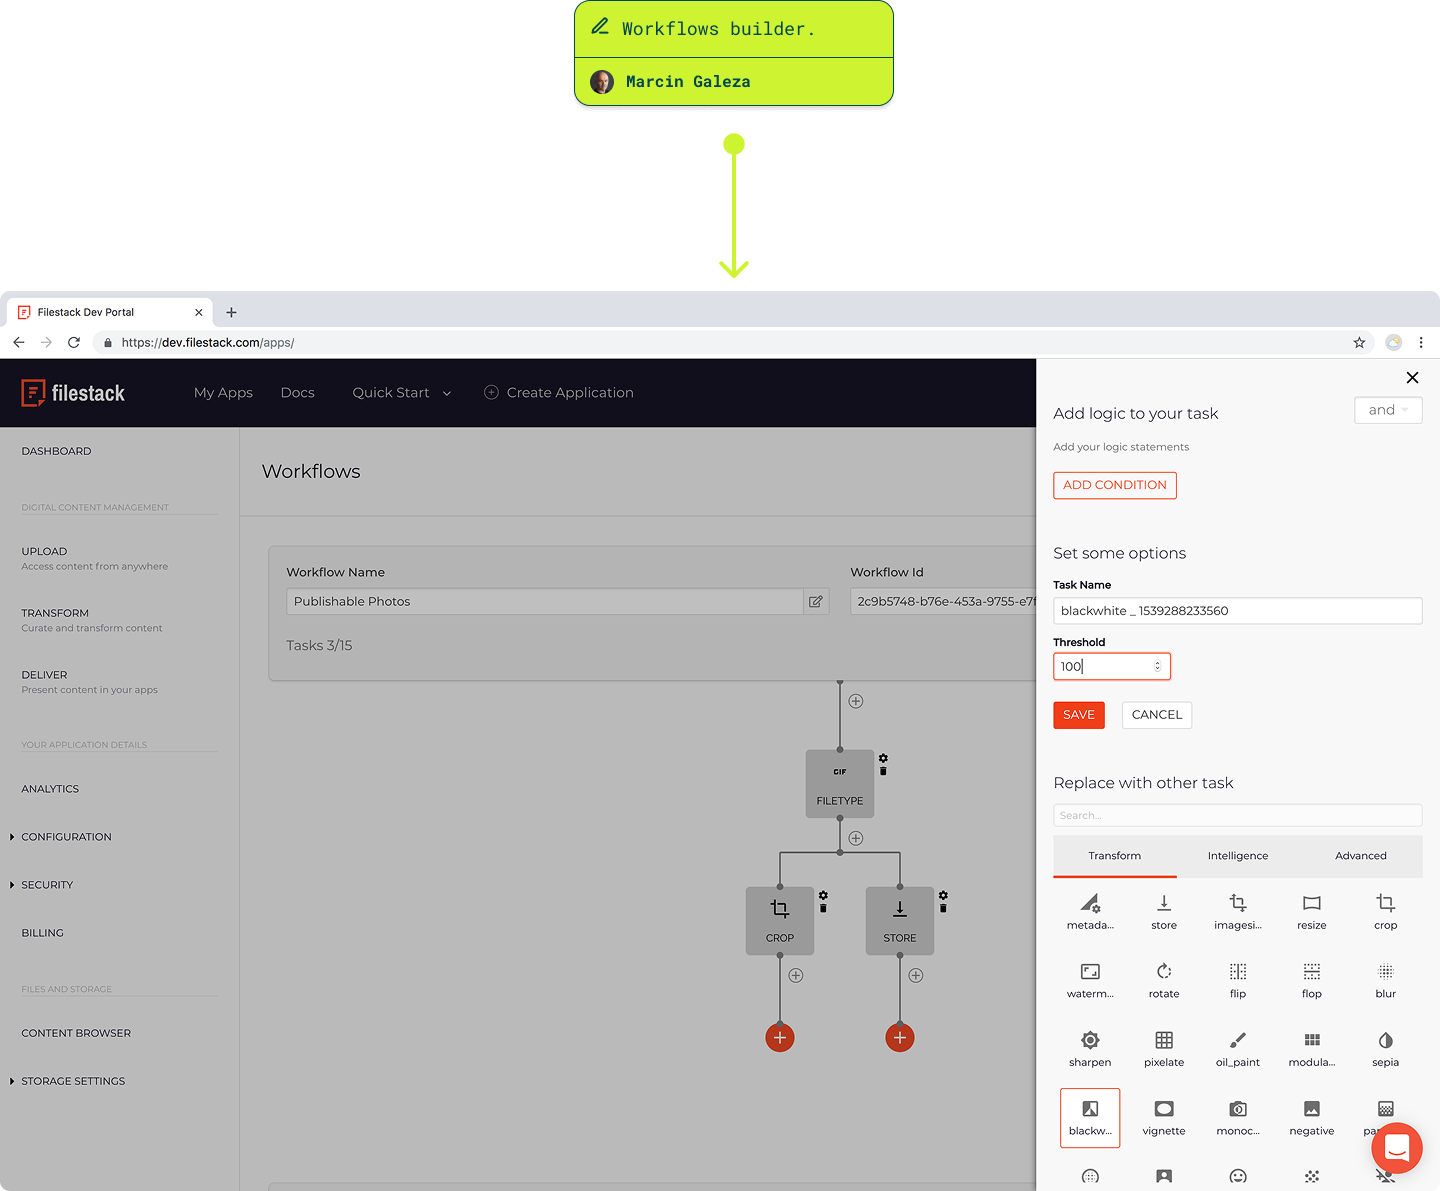 Workflows builder.
Marcin Galeza
Filestack Dev Portal
https://dev.filestack.com/apps/
filestack
My Apps
Docs
Quick Start
Create Application
DASHBOARD
DIGITAL CONTENT MANAGEMENT
UPLOAD
Access content from anywhere
TRANSFORM
Curate and transform content
DELIVER
Present content in your apps
YOUR APPLICATION DETAILS
ANALYTICS
CONFIGURATION
SECURITY
BILLING
FILES AND STORAGE
CONTENT BROWSER
STORAGE SETTINGS
Workflows
Workflow Name
Publishable Photos
Tasks 3/15
Workflow Id
2c9b5748-b76e-453a-9755-e7f
GIF
FILETYPE
CROP
STORE
Add logic to your task
and
Add your logic statements
ADD CONDITION
Set some options
Task Name
blackwhite _ 1539288233560
Threshold
100
SAVE
CANCEL
Replace with other task
Search...
Transform
Intelligence
Advanced
metada...
store
imagesi...
resize
crop
waterm...
rotate
flip
flop
blur
sharpen
pixelate
oil_paint
modula...
sepia
blackw...
vignette
monoc...
negative